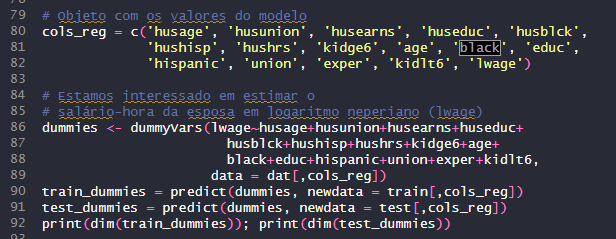 79 # Objeto com os valores do modelo
80 cols_reg = c('husage', 'husunion', 'husearns', 'huseduc', 'husblck',
81 'hushisp', 'hushrs', 'kidge6', 'age', 'black', 'educ',
82 'hispanic', 'union', 'exper', 'kidlt6', 'lwage')
83
84 # Estamos interessado em estimar o
85 # salário-hora da esposa em logaritmo neperiano (lwage)
86 dummies <- dummyVars(lwage~husage+husunion+husearns+huseduc+
87 husblck+hushisp+hushrs+kidge6+age+
88 black+educ+hispanic+union+exper+kidlt6,
89 data = dat[,cols_reg])
90 train_dummies = predict(dummies, newdata = train[,cols_reg])
91 test_dummies = predict(dummies, newdata = test[,cols_reg])
92 print(dim(train_dummies)); print(dim(test_dummies))